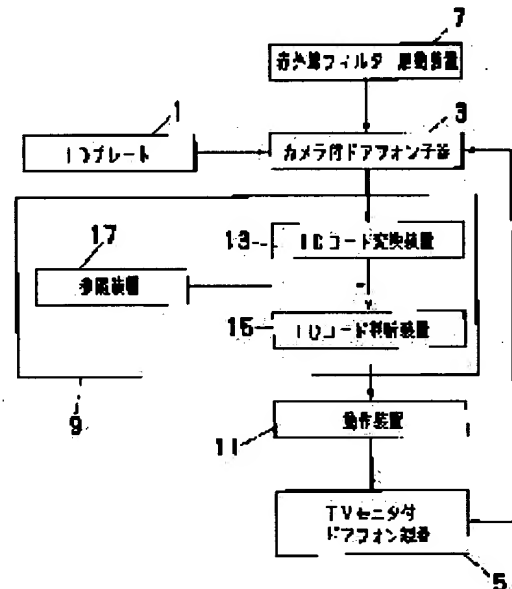 7
赤外線フィルター駆動装置
1
3
IDプレート
カメラ付ドアフォン子器
17
13
IDコード変換装置
参照装置
15
IDコード判断装置
9
動作装置
11
TVモニタ付
ドアフォン親器
5